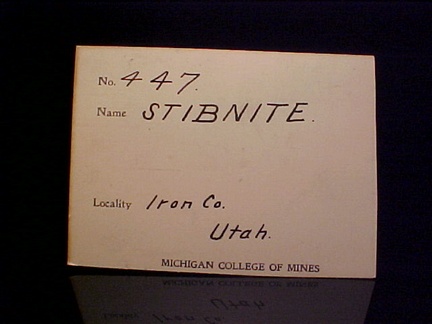 No. 447.
Name STIBNITE.
Locality Iron Co.
Utah.
MICHIGAN COLLEGE OF MINES